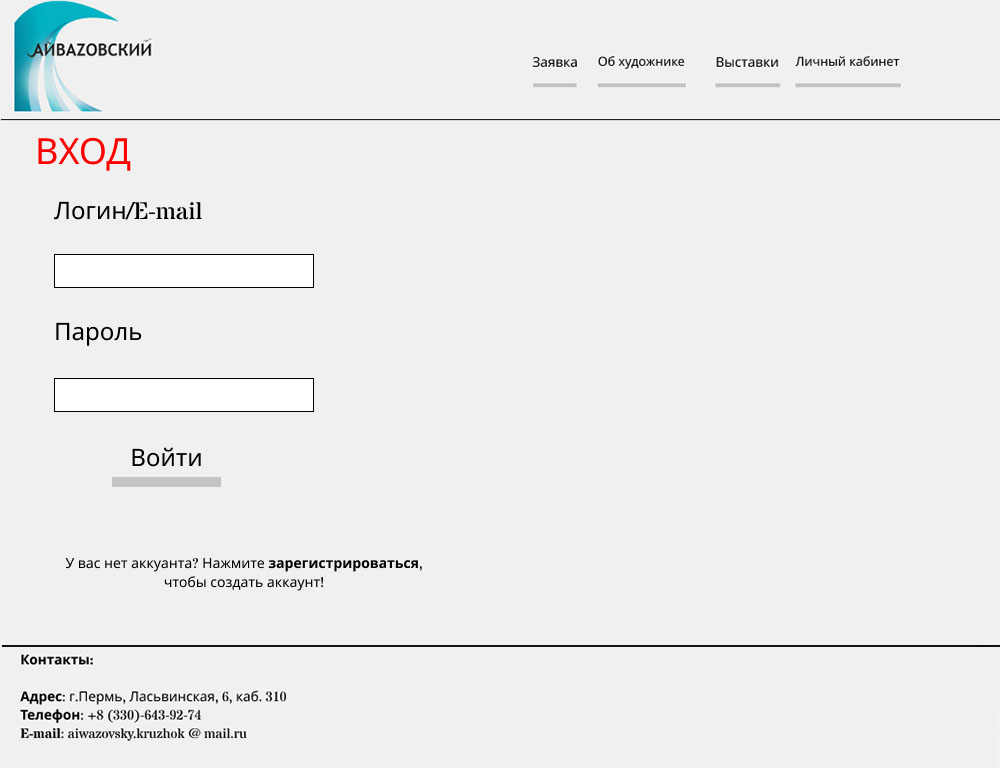 АЙВАZОВСКИЙ
Заявка Об художнике Выставки Личный кабинет
ВХОД
Логин/E-mail
Пароль
Войти
У вас нет аккуанта? Нажмите зарегистрироваться,
чтобы создать аккаунт!
Контакты:
Адрес: г.Пермь, Ласьвинская, 6, каб. 310
Телефон: +8 (330)-643-92-74
E-mail: aiwazovsky.kruzhok @ mail.ru